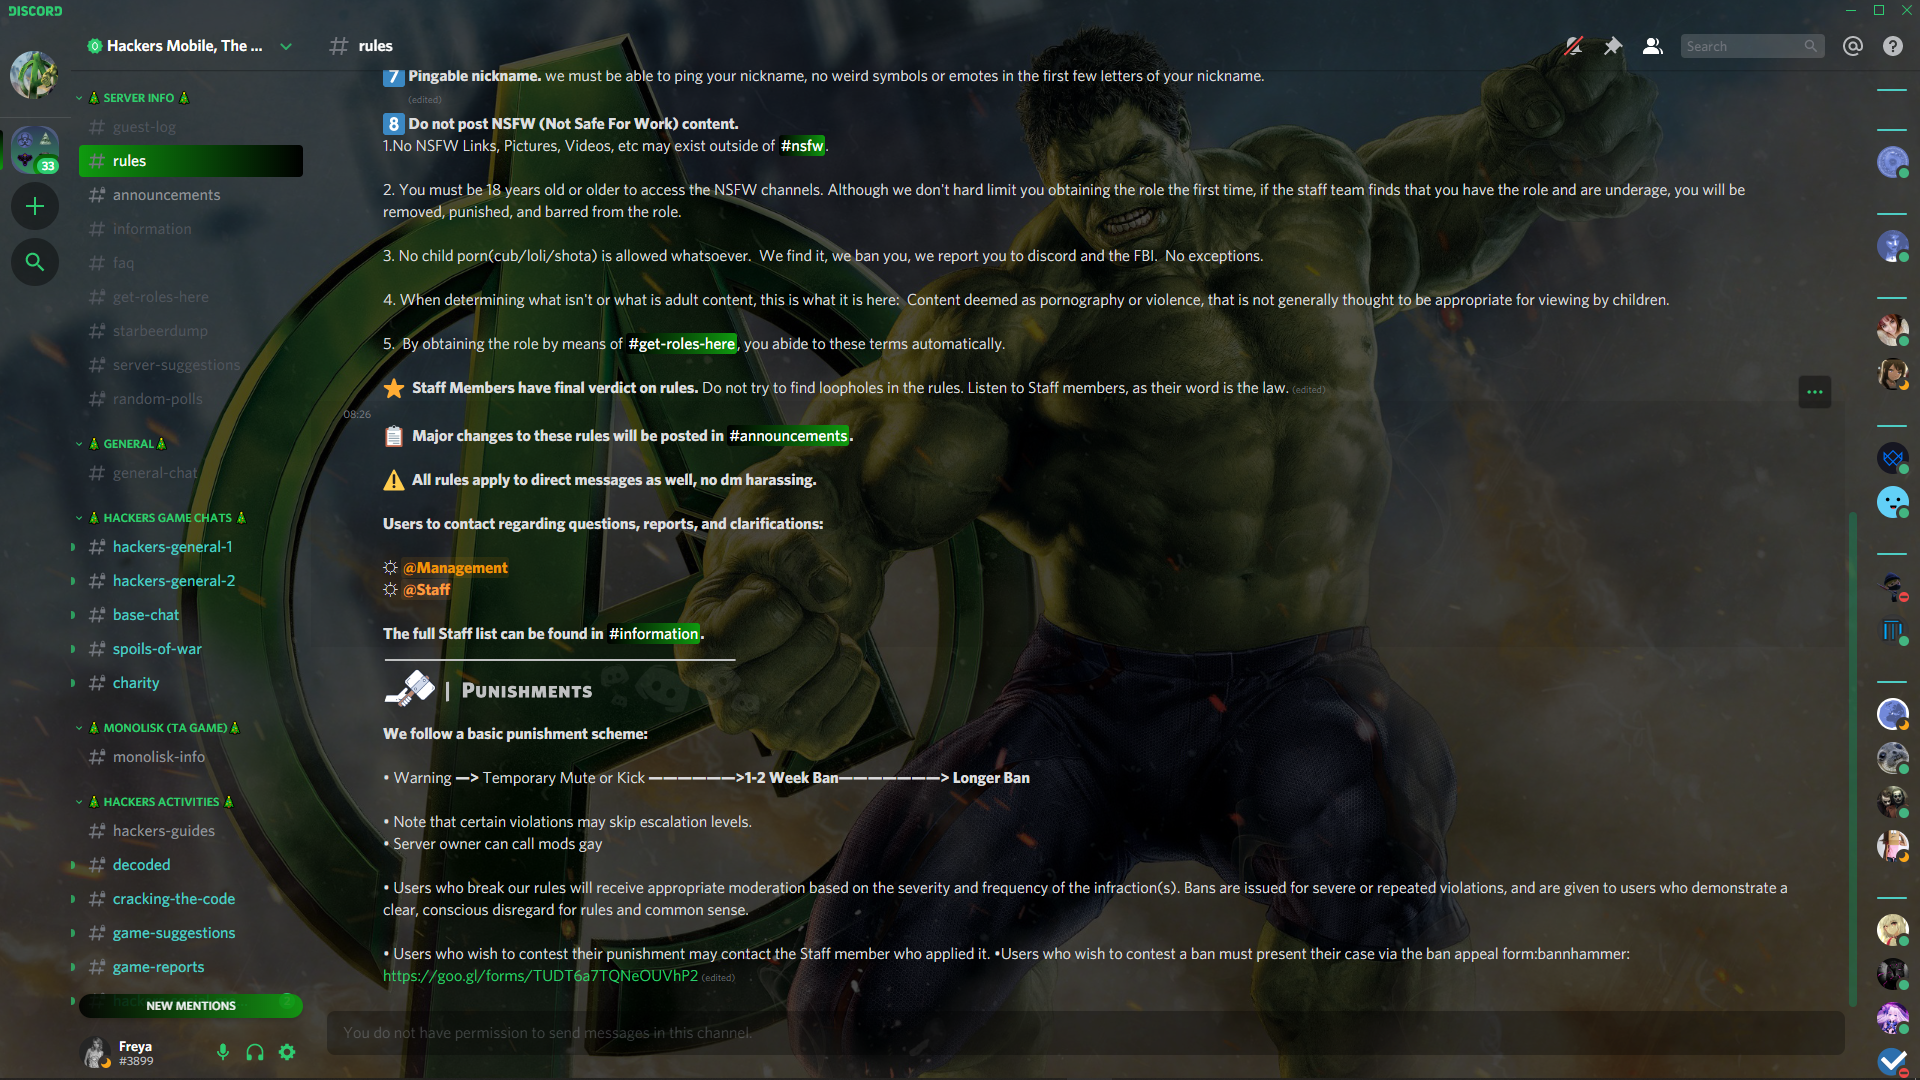 DISCORD
Hackers Mobile, The ...
rules
Search
33
SERVER INFO
guest-log
rules
announcements
information
faq
get-roles-here
starbeerdump
server-suggestions
random-polls
GENERAL
general-chat
HACKERS GAME CHATS
hackers-general-1
hackers-general-2
base-chat
spoils-of-war
charity
MONOLISK (TA GAME)
monolisk-info
HACKERS ACTIVITIES
hackers-guides
decoded
cracking-the-code
game-suggestions
game-reports
NEW MENTIONS
Freya
#3899
7 Pingable nickname. we must be able to ping your nickname, no weird symbols or emotes in the first few letters of your nickname.
(edited)
8 Do not post NSFW (Not Safe For Work) content.
1.No NSFW Links, Pictures, Videos, etc may exist outside of #nsfw.
2. You must be 18 years old or older to access the NSFW channels. Although we don't hard limit you obtaining the role the first time, if the staff team finds that you have the role and are underage, you will be
removed, punished, and barred from the role.
3. No child porn(cub/loli/shota) is allowed whatsoever.  We find it, we ban you, we report you to discord and the FBI.  No exceptions.
4. When determining what isn't or what is adult content, this is what it is here:  Content deemed as pornography or violence, that is not generally thought to be appropriate for viewing by children.
5.  By obtaining the role by means of #get-roles-here, you abide to these terms automatically.
Staff Members have final verdict on rules. Do not try to find loopholes in the rules. Listen to Staff members, as their word is the law. (edited)
08:26
Major changes to these rules will be posted in #announcements.
All rules apply to direct messages as well, no dm harassing.
Users to contact regarding questions, reports, and clarifications:
@Management
@Staff
The full Staff list can be found in #information.
| PUNISHMENTS
We follow a basic punishment scheme:
• Warning —> Temporary Mute or Kick ——————>1-2 Week Ban———————> Longer Ban
• Note that certain violations may skip escalation levels.
• Server owner can call mods gay
• Users who break our rules will receive appropriate moderation based on the severity and frequency of the infraction(s). Bans are issued for severe or repeated violations, and are given to users who demonstrate a
clear, conscious disregard for rules and common sense.
• Users who wish to contest their punishment may contact the Staff member who applied it. •Users who wish to contest a ban must present their case via the ban appeal form:bannhammer:
https://goo.gl/forms/TUDT6a7TQNeOUVhP2 (edited)
You do not have permission to send messages in this channel.